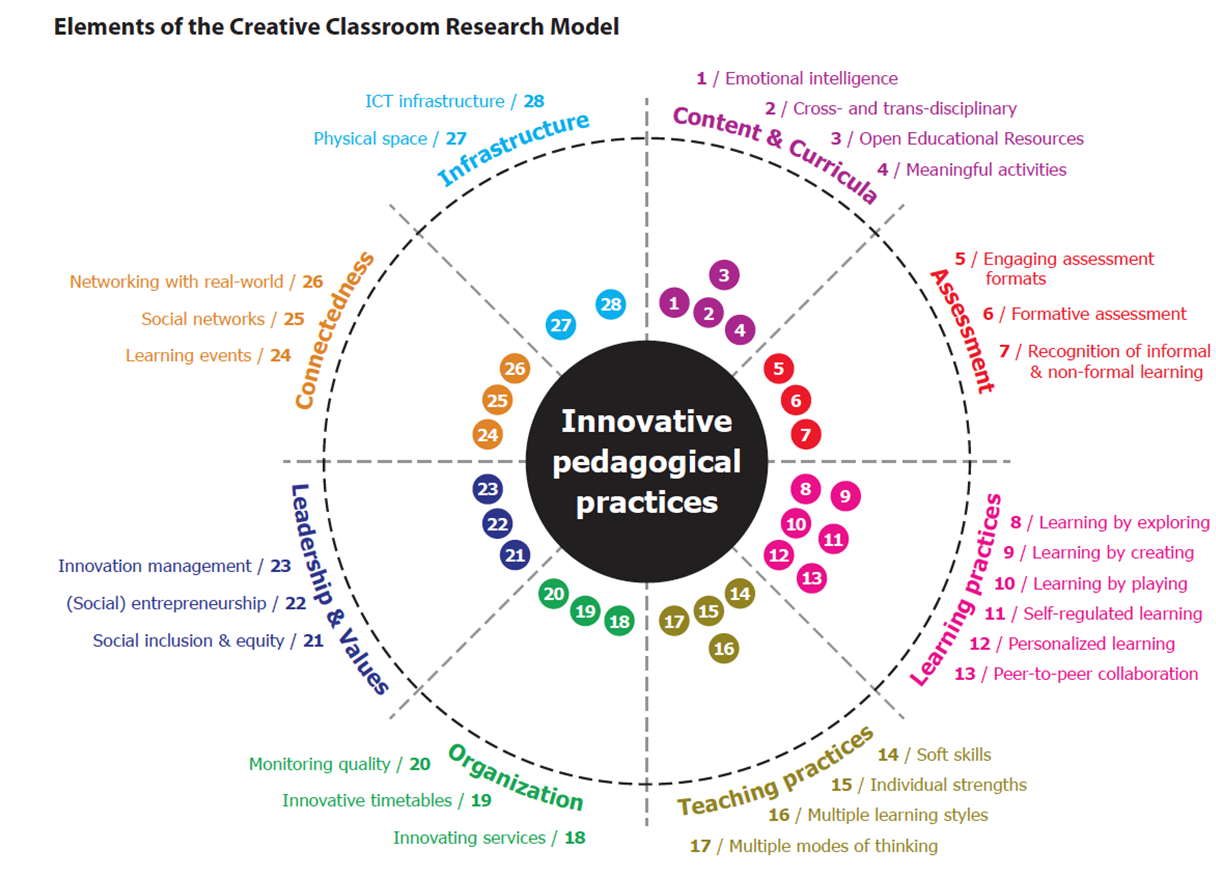 Elements of the Creative Classroom Research Model
1 / Emotional intelligence
2 / Cross- and trans-disciplinary
3 / Open Educational Resources
4 / Meaningful activities
Content & Curricula
5 / Engaging assessment
formats
6 / Formative assessment
7 / Recognition of informal
& non-formal learning
Assessment
8 / Learning by exploring
9 / Learning by creating
10 / Learning by playing
11 / Self-regulated learning
12 / Personalized learning
13 / Peer-to-peer collaboration
Learning practices
14 / Soft skills
15 / Individual strengths
16 / Multiple learning styles
17 / Multiple modes of thinking
Teaching practices
Organization
Monitoring quality / 20
Innovative timetables / 19
Innovating services / 18
Leadership & Values
Innovation management / 23
(Social) entrepreneurship / 22
Social inclusion & equity / 21
Connectedness
Networking with real-world / 26
Social networks / 25
Learning events / 24
Infrastructure
ICT infrastructure / 28
Physical space / 27
Innovative
pedagogical
practices
1
2
3
4
5
6
7
8
9
10
11
12
13
14
15
16
17
18
19
20
21
22
23
24
25
26
27
28